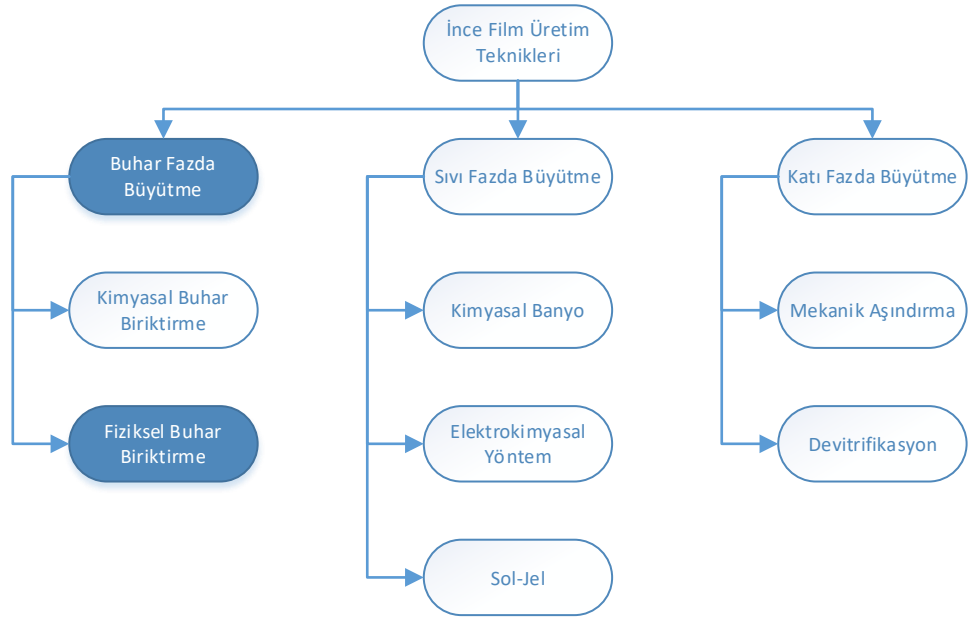 İnce Film Üretim
Teknikleri
Buhar Fazda
Büyütme
Sıvı Fazda Büyütme
Katı Fazda Büyütme
Kimyasal Buhar
Biriktirme
Kimyasal Banyo
Mekanik Aşındırma
Fiziksel Buhar
Biriktirme
Elektrokimyasal
Yöntem
Devitrifikasyon
Sol-Jel